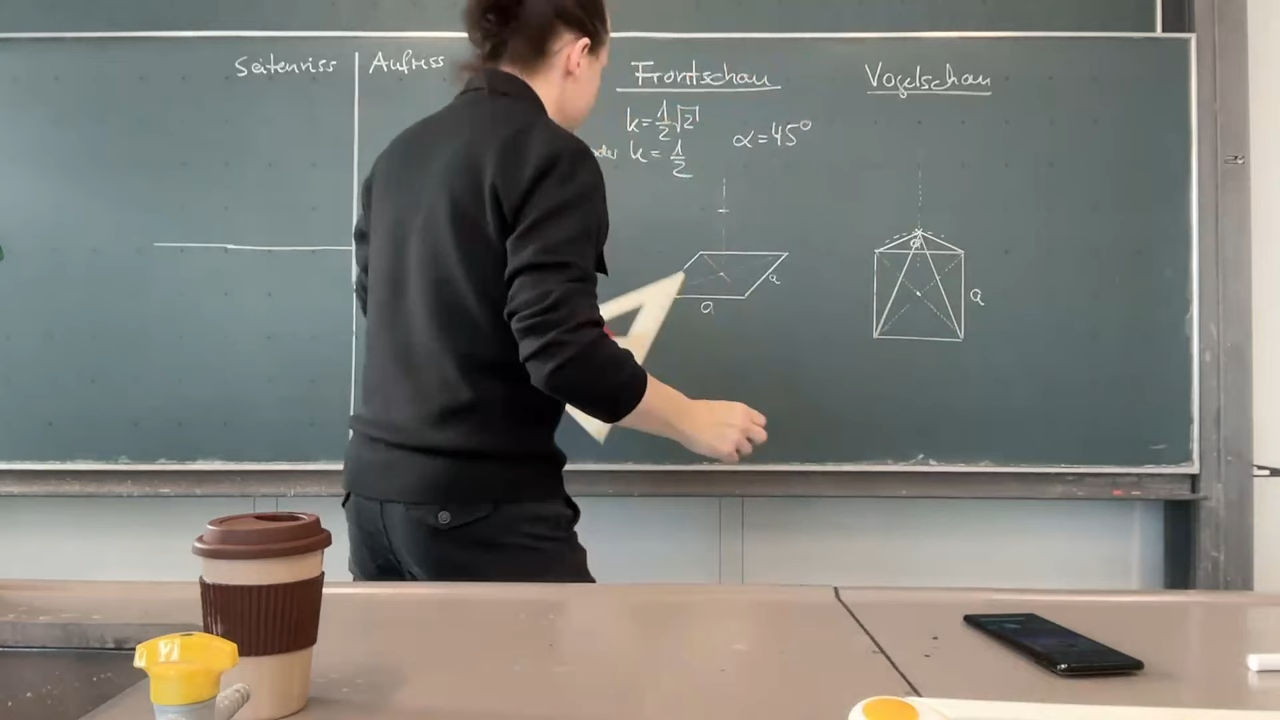 Seitenriss
Aufriss
Frontschau
k=1/2√2
oder k=1/2
α=45°
a
a
Vogelschau
a